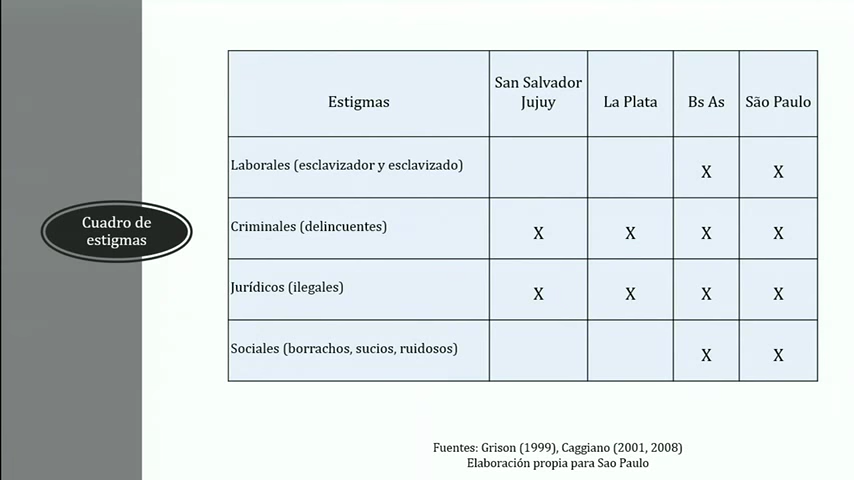 Cuadro de
estigmas
Estigmas
San Salvador
Jujuy
La Plata
Bs As
São Paulo
Laborales (esclavizador y esclavizado)
X X
Criminales (delincuentes)
X X X X
Jurídicos (ilegales)
X X X X
Sociales (borrachos, sucios, ruidosos)
X X
Fuentes: Grison (1999), Caggiano (2001, 2008)
Elaboración propia para Sao Paulo